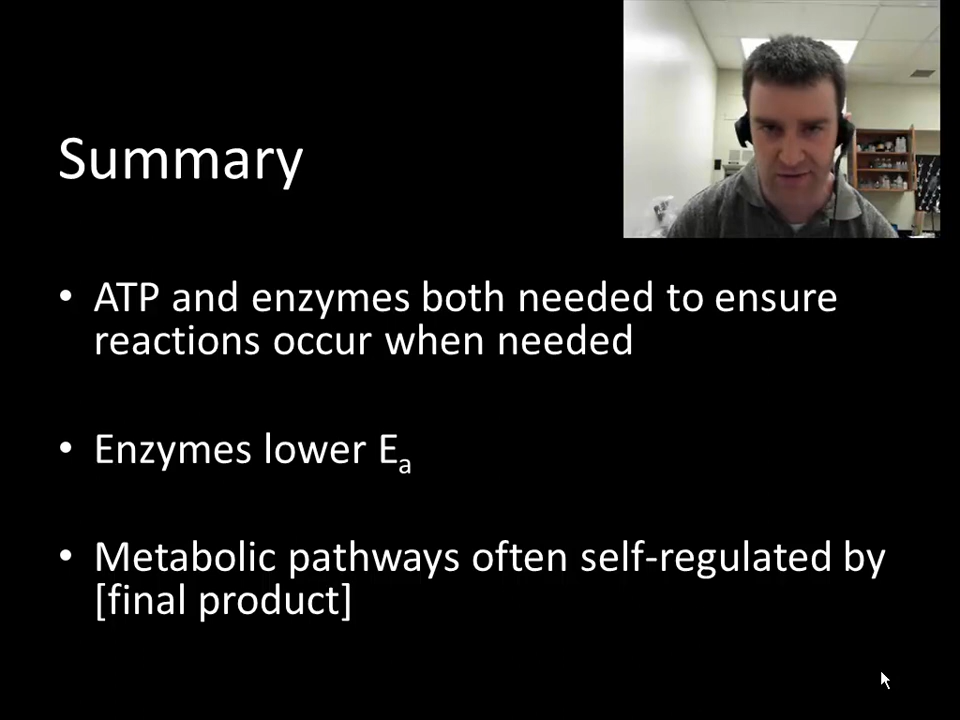 Summary
• ATP and enzymes both needed to ensure
reactions occur when needed
• Enzymes lower Eₐ
• Metabolic pathways often self-regulated by
[final product]